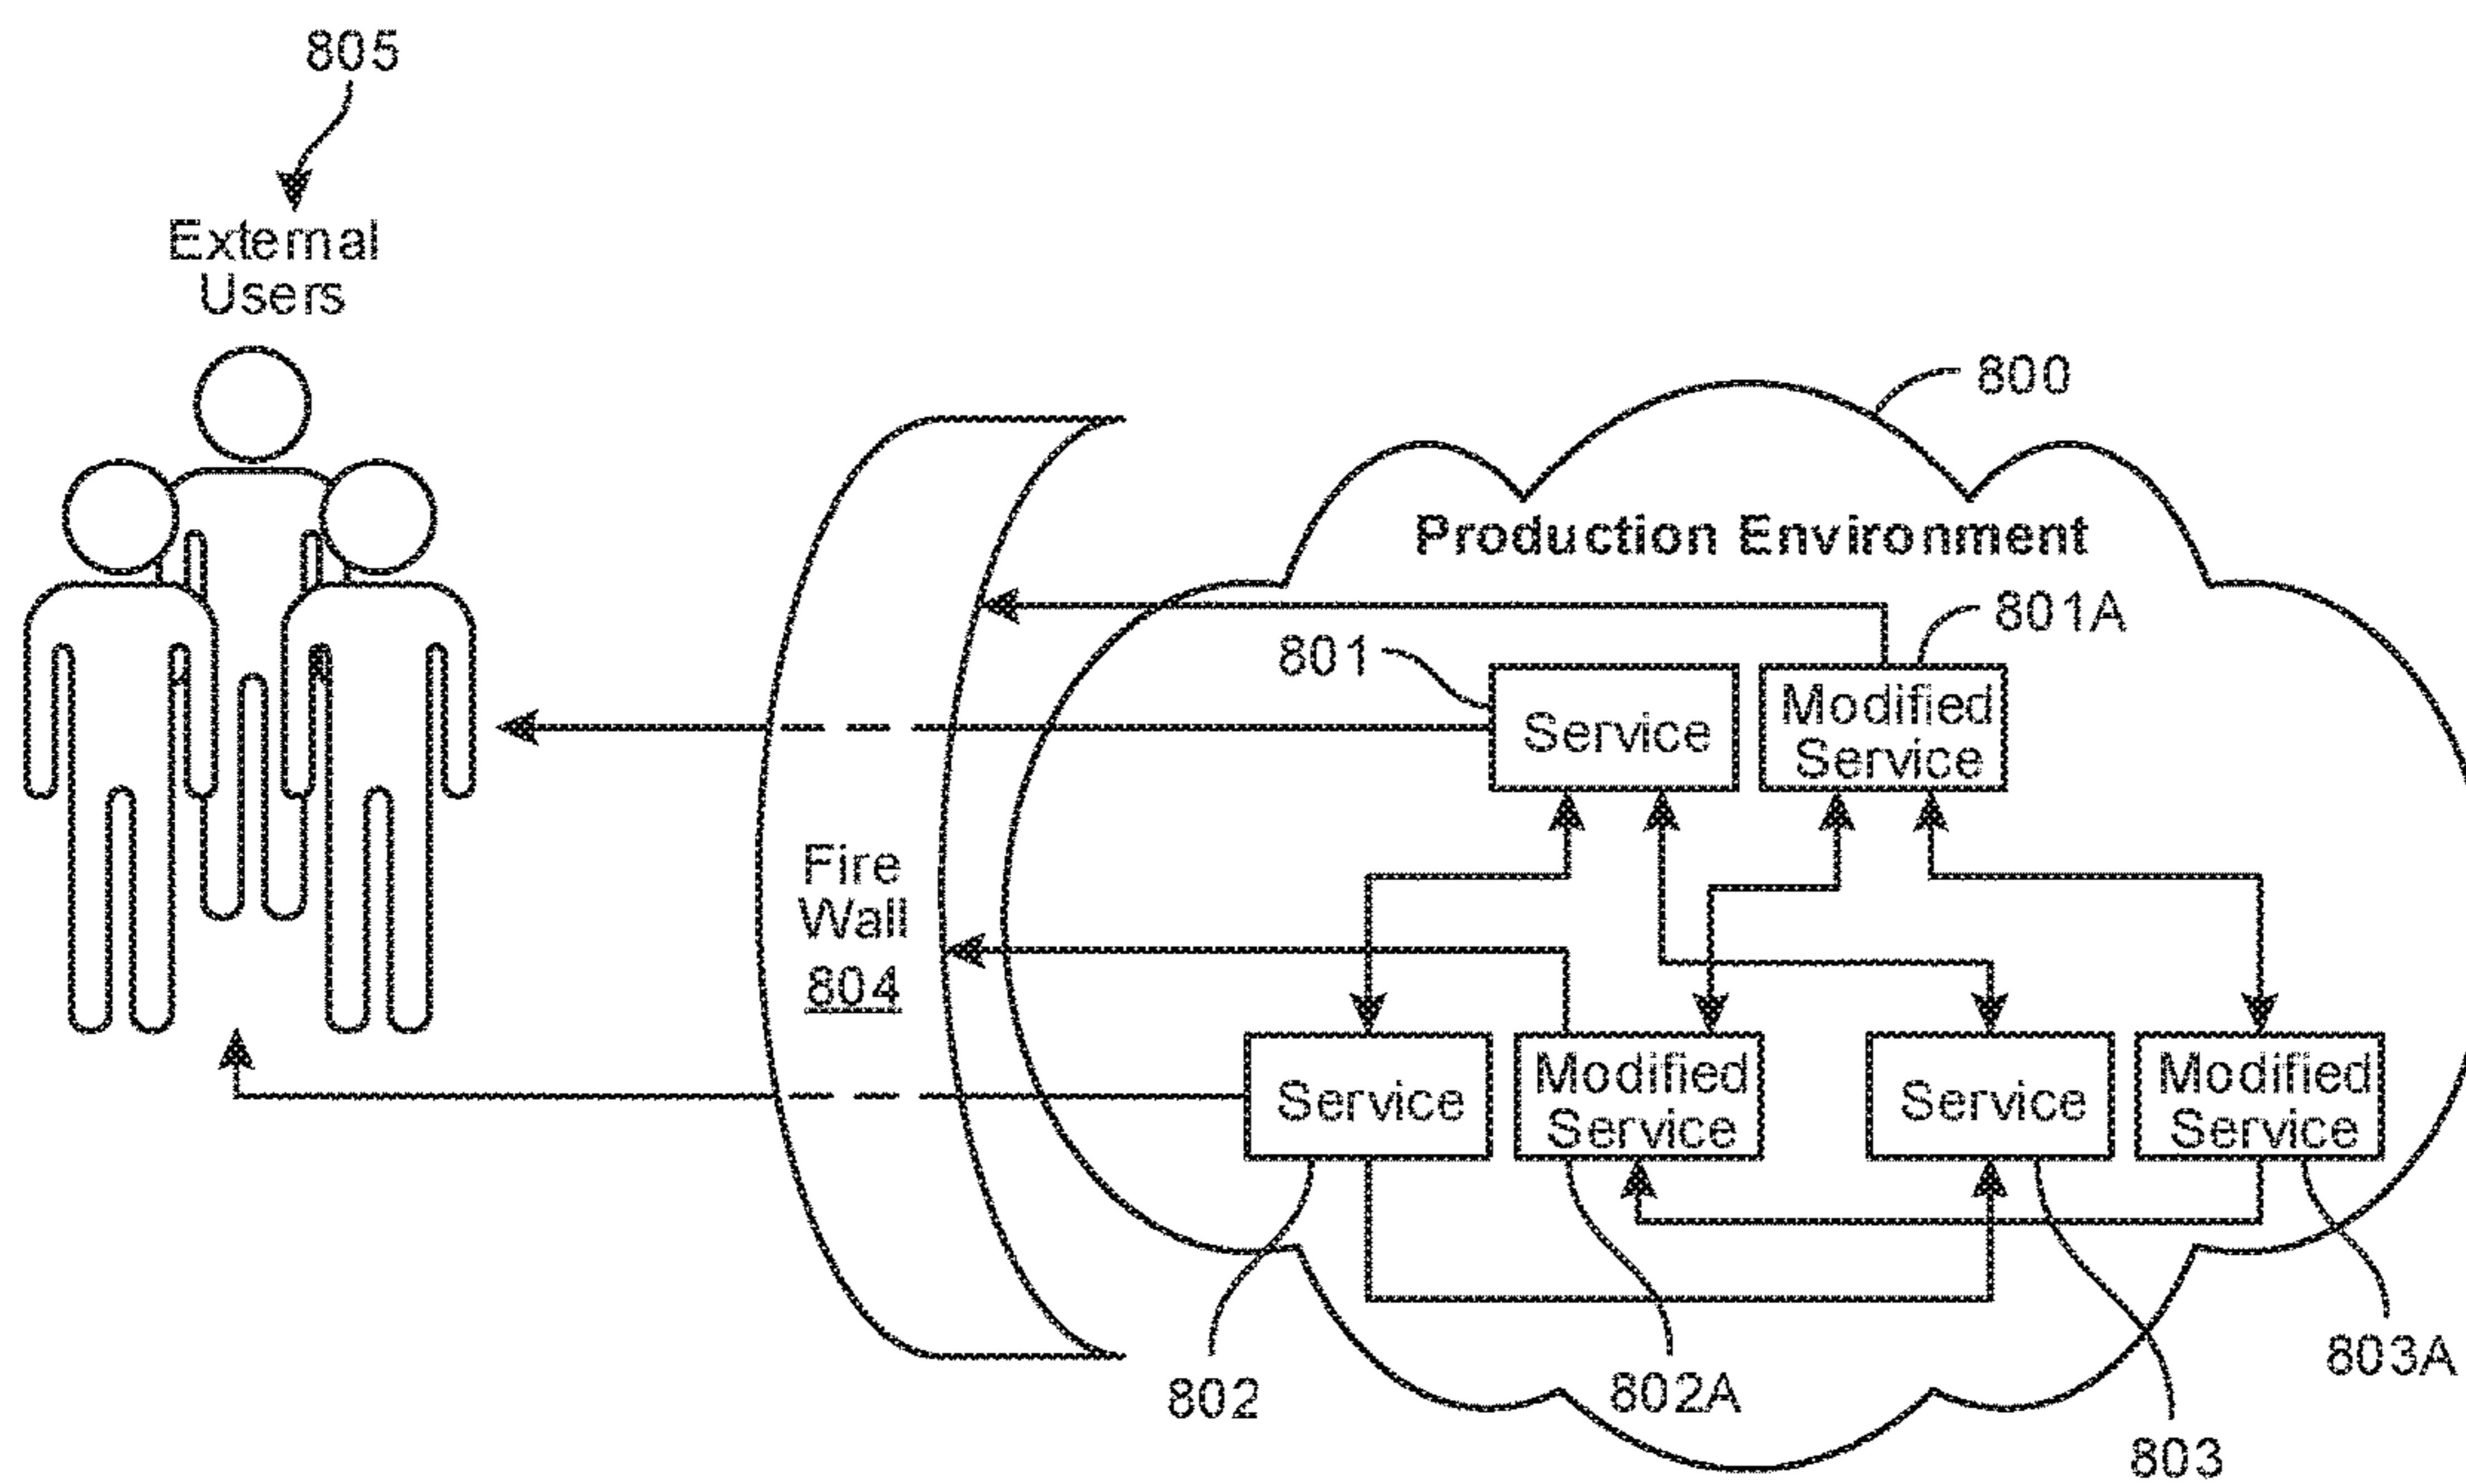 805
External
Users
800
Production Environment
801A
801
Service
Modified
Service
Fire
Wall
804
Service
Modified
Service
Service
Modified
Service
802
802A
803A
803